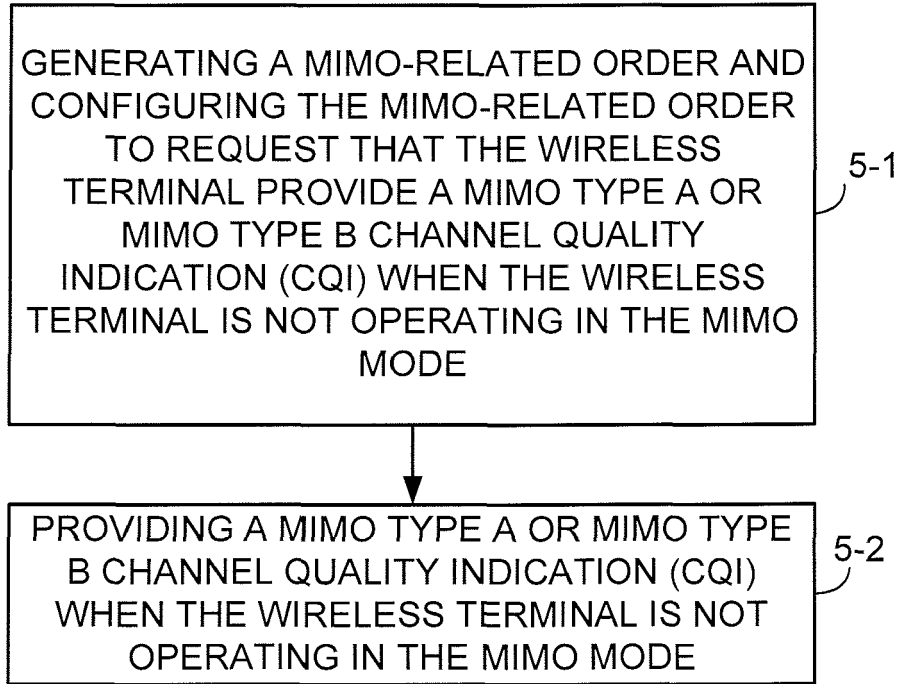 GENERATING A MIMO-RELATED ORDER AND
CONFIGURING THE MIMO-RELATED ORDER
TO REQUEST THAT THE WIRELESS
TERMINAL PROVIDE A MIMO TYPE A OR
MIMO TYPE B CHANNEL QUALITY
INDICATION (CQI) WHEN THE WIRELESS
TERMINAL IS NOT OPERATING IN THE MIMO
MODE
5-1
PROVIDING A MIMO TYPE A OR MIMO TYPE
B CHANNEL QUALITY INDICATION (CQI)
WHEN THE WIRELESS TERMINAL IS NOT
OPERATING IN THE MIMO MODE
5-2